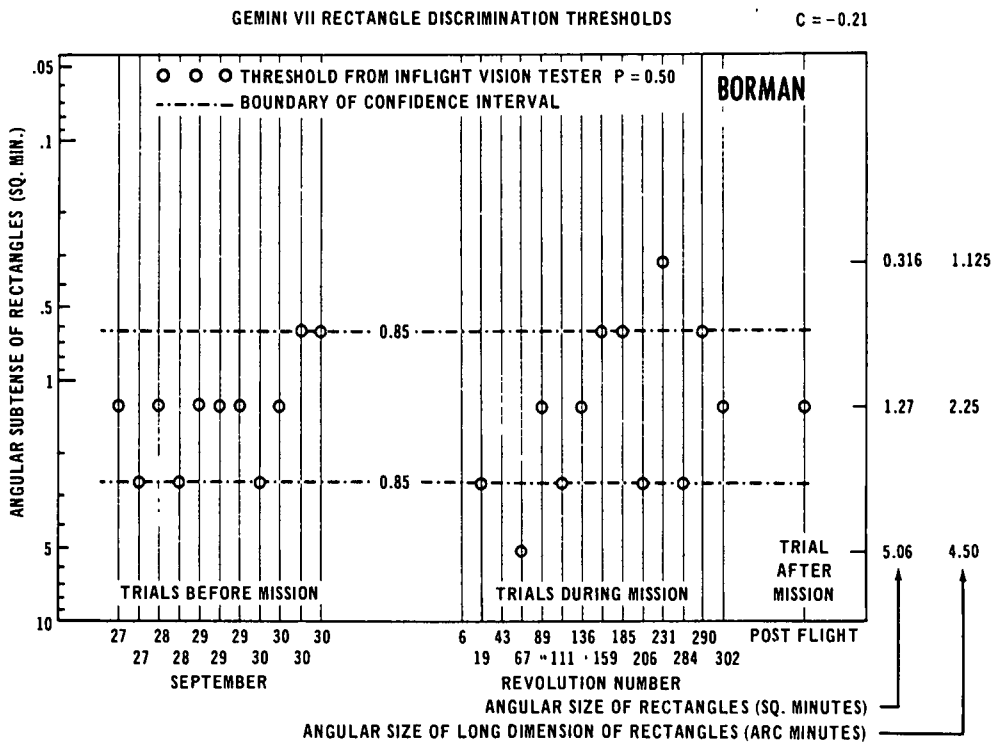 GEMINI VII RECTANGLE DISCRIMINATION THRESHOLDS
C = -0.21
THRESHOLD FROM INFLIGHT VISION TESTER P = 0.50
BOUNDARY OF CONFIDENCE INTERVAL
BORMAN
ANGULAR SUBTENSE OF RECTANGLES (SQ. MIN.)
.05
.1
.5
1
5
10
0.85
0.85
0.316 1.125
1.27 2.25
5.06 4.50
TRIALS BEFORE MISSION
TRIALS DURING MISSION
TRIAL
AFTER
MISSION
27 28 29 29 30 30
27 28 29 30 30
SEPTEMBER
6 43 89 136 185 231 290 POST FLIGHT
19 67 111 159 206 284 302
REVOLUTION NUMBER
ANGULAR SIZE OF RECTANGLES (SQ. MINUTES)
ANGULAR SIZE OF LONG DIMENSION OF RECTANGLES (ARC MINUTES)